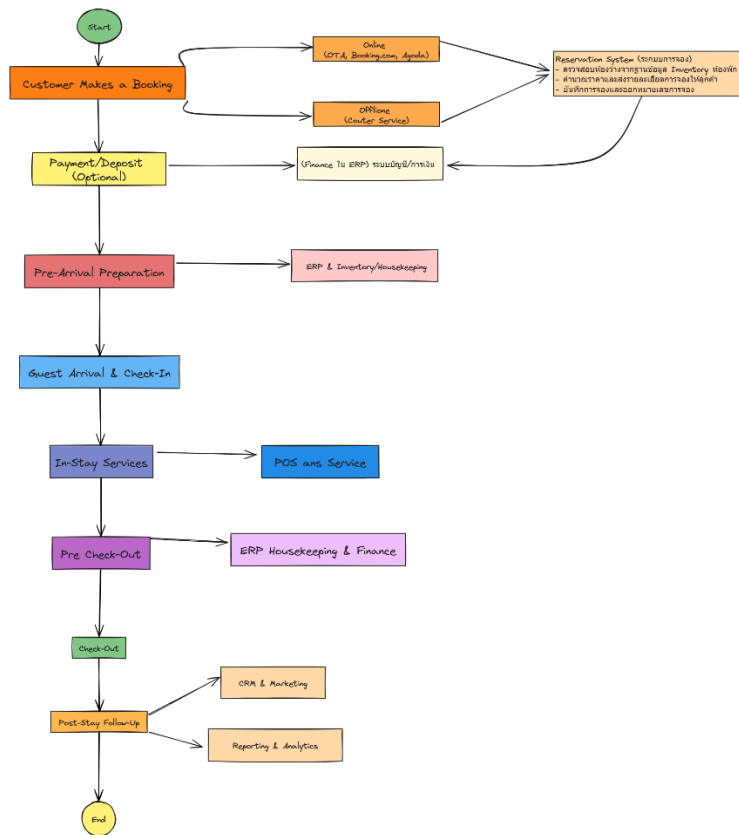 Start
Online
(OTA, Booking.com, Agoda)
Customer Makes a Booking
Reservation System (ระบบการจอง)
- ตรวจสอบห้องว่างจากฐานข้อมูล Inventory ห้องพัก
- คำนวณราคาและส่งรายละเอียดการจองให้ลูกค้า
- บันทึกการจองและออกหมายเลขการจอง
Offlione
(Couter Service)
Payment/Deposit
(Optional)
(Finance ใน ERP) ระบบบัญชี/การเงิน
Pre-Arrival Preparation
ERP & Inventory/Housekeeping
Guest Arrival & Check-In
In-Stay Services
POS ans Service
Pre Check-Out
ERP Housekeeping & Finance
Check-Out
CRM & Marketing
Post-Stay Follow-Up
Reporting & Analytics
End